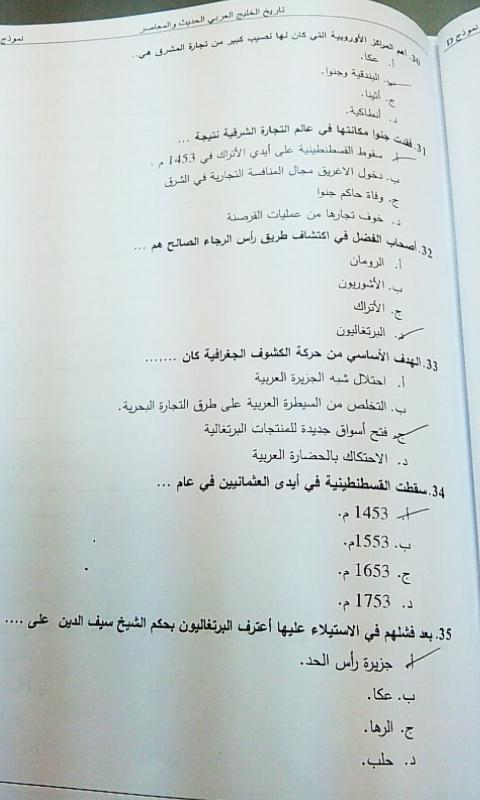 تاريخ الخليج العربي الحديث والمعاصر
نموذج
نموذج D
30. أهم المراكز الأوروبية التي كان لها نصيب كبير من تجارة المشرق هي..
أ. عكا.
ب. البندقية وجنوا.
ج. أثينا.
د. أنطاكية.
31. فقدت جنوا مكانتها في عالم التجارة الشرقية نتيجة ...
أ. سقوط القسطنطينية على أيدي الأتراك في 1453 م .
ب. دخول الاغريق مجال المنافسة التجارية في الشرق
ج. وفاة حاكم جنوا
د. خوف تجارها من عمليات القرصنة
32. أصحاب الفضل في اكتشاف طريق رأس الرجاء الصالح هم ...
أ. الرومان
ب. الأشوريون
ج. الأتراك
د. البرتغاليون
33. الهدف الأساسي من حركة الكشوف الجغرافية كان .......
أ. احتلال شبه الجزيرة العربية
ب. التخلص من السيطرة العربية على طرق التجارة البحرية.
ج. فتح أسواق جديدة للمنتجات البرتغالية
د. الاحتكاك بالحضارة العربية
34. سقطت القسطنطينية في أيدى العثمانيين في عام ...
أ. 1453 م.
ب. 1553م.
ج. 1653 م.
د. 1753 م.
35. بعد فشلهم في الاستيلاء عليها أعترف البرتغاليون بحكم الشيخ سيف الدين على ....
أ. جزيرة رأس الحد.
ب. عكا.
ج. الرها.
د. حلب.